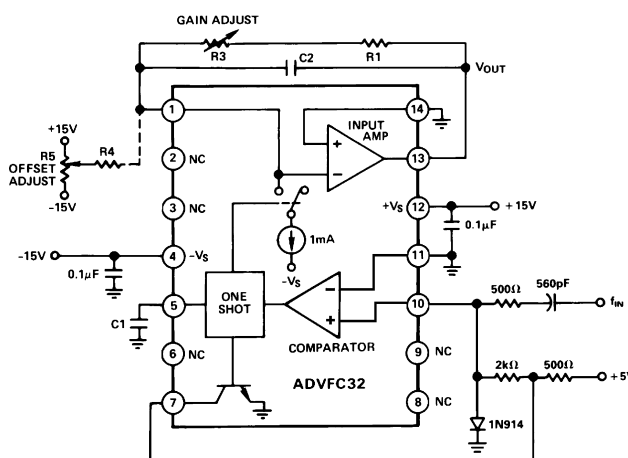 GAIN ADJUST
R3
R1
C2
VOUT
1
14
INPUT
AMP
+15V
R5
R4
OFFSET
ADJUST
-15V
2
NC
+
-
13
3
NC
+VS
12
+15V
0.1µF
1mA
-15V
4
-VS
-VS
11
0.1µF
5
ONE
SHOT
-
+
10
500Ω
560pF
fIN
C1
COMPARATOR
6
NC
9
NC
2kΩ
500Ω
+5V
ADVFC32
7
8
NC
1N914